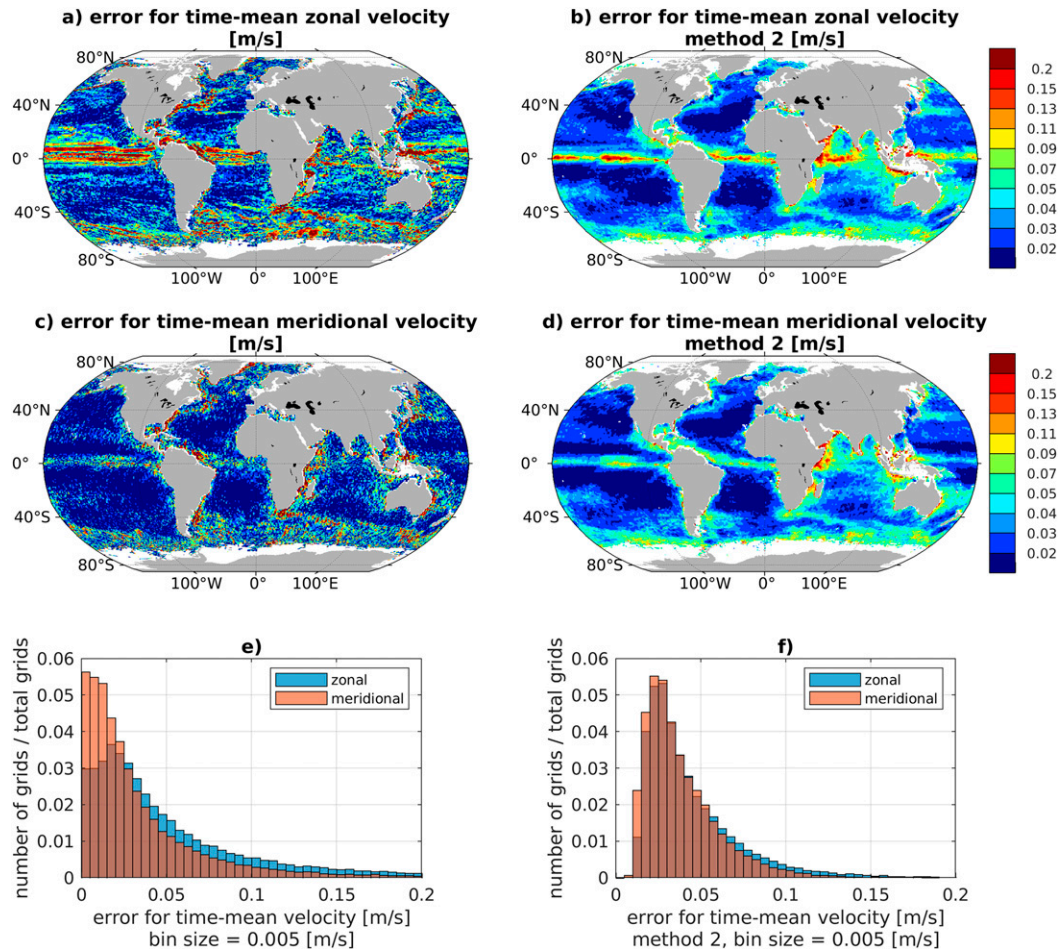 a) error for time-mean zonal velocity
[m/s]
b) error for time-mean zonal velocity
method 2 [m/s]
80°N
40°N
0°
40°S
80°S
100°W 0° 100°E
80°N
40°N
0°
40°S
80°S
100°W 0° 100°E
0.2
0.15
0.13
0.11
0.09
0.07
0.05
0.04
0.03
0.02
c) error for time-mean meridional velocity
[m/s]
d) error for time-mean meridional velocity
method 2 [m/s]
80°N
40°N
0°
40°S
80°S
100°W 0° 100°E
80°N
40°N
0°
40°S
80°S
100°W 0° 100°E
0.2
0.15
0.13
0.11
0.09
0.07
0.05
0.04
0.03
0.02
e)
number of grids / total grids
0.06
0.05
0.04
0.03
0.02
0.01
0
zonal
meridional
0 0.05 0.1 0.15 0.2
error for time-mean velocity [m/s]
bin size = 0.005 [m/s]
f)
number of grids / total grids
0.06
0.05
0.04
0.03
0.02
0.01
0
zonal
meridional
0 0.05 0.1 0.15 0.2
error for time-mean velocity [m/s]
method 2, bin size = 0.005 [m/s]